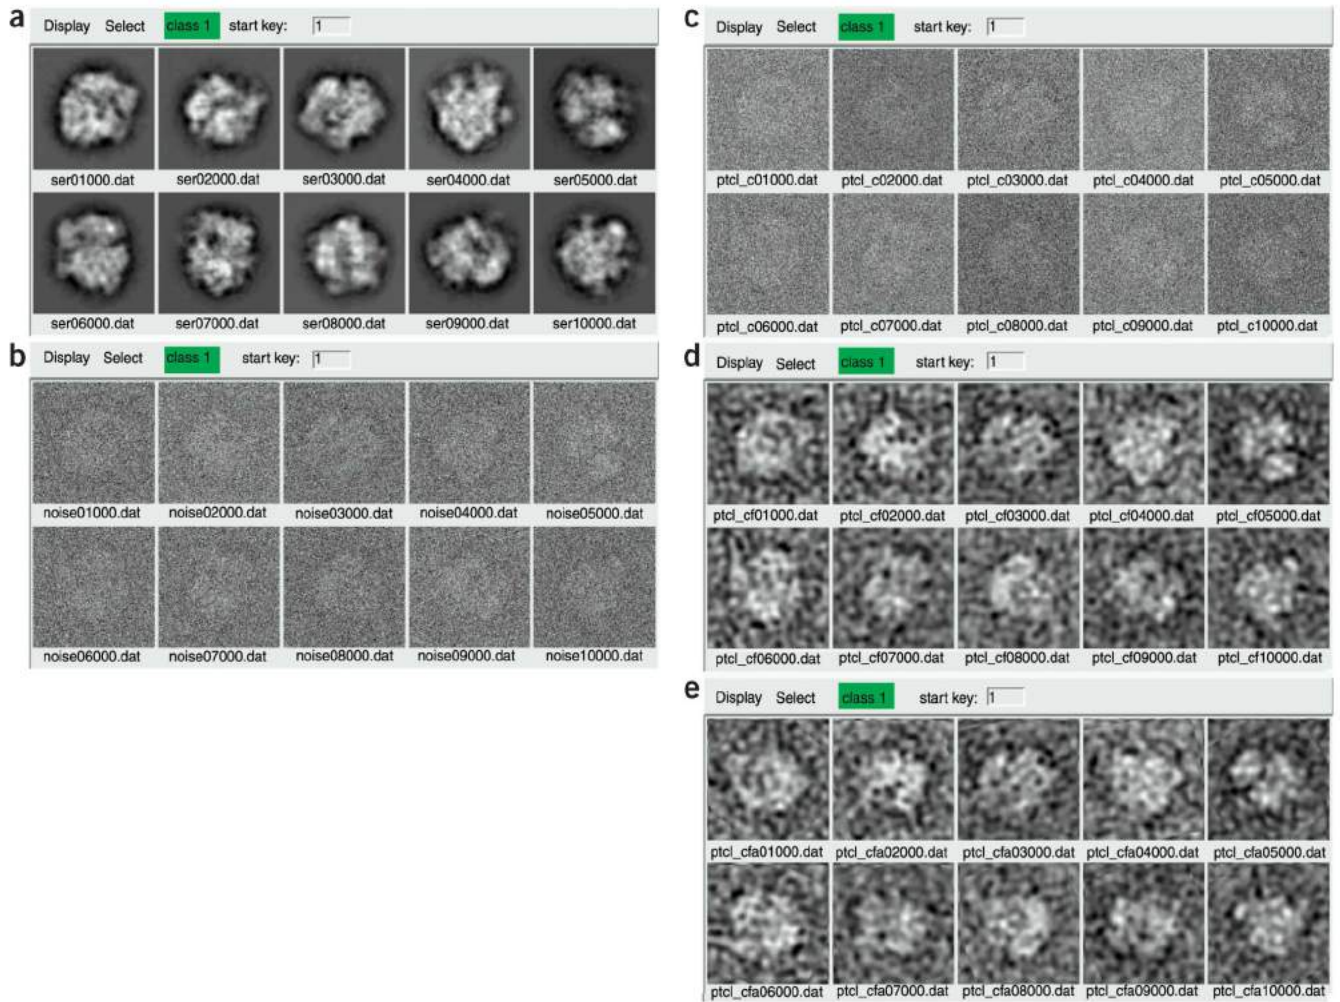 a
Display Select class 1 start key: 1
ser01000.dat ser02000.dat ser03000.dat ser04000.dat ser05000.dat
ser06000.dat ser07000.dat ser08000.dat ser09000.dat ser10000.dat
b
Display Select class 1 start key: 1
noise01000.dat noise02000.dat noise03000.dat noise04000.dat noise05000.dat
noise06000.dat noise07000.dat noise08000.dat noise09000.dat noise10000.dat
c
Display Select class 1 start key: 1
ptcl_c01000.dat ptcl_c02000.dat ptcl_c03000.dat ptcl_c04000.dat ptcl_c05000.dat
ptcl_c06000.dat ptcl_c07000.dat ptcl_c08000.dat ptcl_c09000.dat ptcl_c10000.dat
d
Display Select class 1 start key: 1
ptcl_cf01000.dat ptcl_cf02000.dat ptcl_cf03000.dat ptcl_cf04000.dat ptcl_cf05000.dat
ptcl_cf06000.dat ptcl_cf07000.dat ptcl_cf08000.dat ptcl_cf09000.dat ptcl_cf10000.dat
e
Display Select class 1 start key: 1
ptcl_cfa01000.dat ptcl_cfa02000.dat ptcl_cfa03000.dat ptcl_cfa04000.dat ptcl_cfa05000.dat
ptcl_cfa06000.dat ptcl_cfa07000.dat ptcl_cfa08000.dat ptcl_cfa09000.dat ptcl_cfa10000.dat